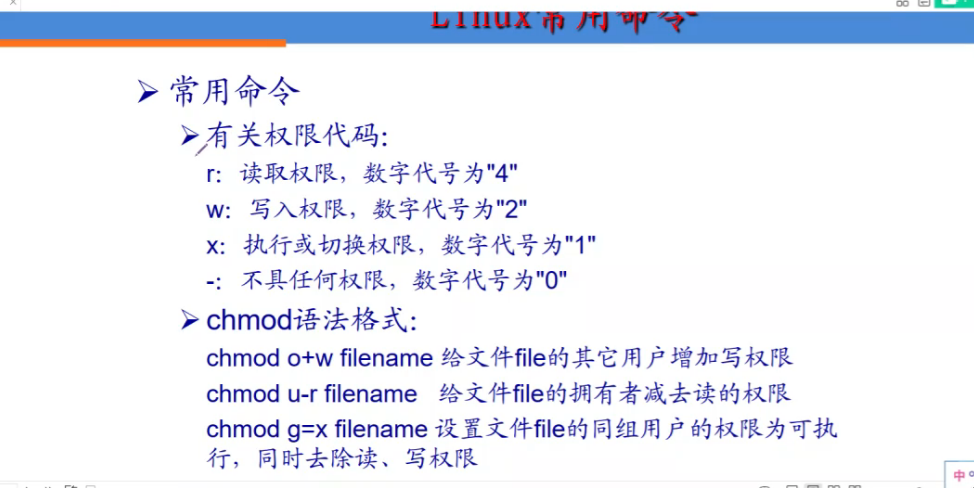 Linux常用命令
常用命令
有关权限代码:
r: 读取权限，数字代号为"4"
w: 写入权限，数字代号为"2"
x: 执行或切换权限，数字代号为"1"
-: 不具任何权限，数字代号为"0"
chmod语法格式:
chmod o+w filename 给文件file的其它用户增加写权限
chmod u-r filename 给文件file的拥有者减去读的权限
chmod g=x filename 设置文件file的同组用户的权限为可执
行，同时去除读、写权限
中